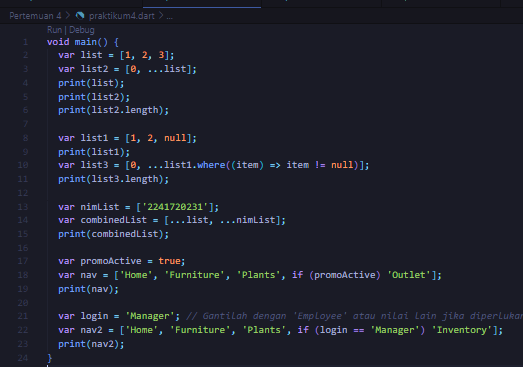 Pertemuan 4 > praktikum4.dart > ...
Run | Debug
1 void main() {
2 var list = [1, 2, 3];
3 var list2 = [0, ...list];
4 print(list);
5 print(list2);
6 print(list2.length);
7
8 var list1 = [1, 2, null];
9 print(list1);
10 var list3 = [0, ...list1.where((item) => item != null)];
11 print(list3.length);
12
13 var nimList = ['2241720231'];
14 var combinedList = [...list, ...nimList];
15 print(combinedList);
16
17 var promoActive = true;
18 var nav = ['Home', 'Furniture', 'Plants', if (promoActive) 'Outlet'];
19 print(nav);
20
21 var login = 'Manager'; // Gantilah dengan 'Employee' atau nilai lain jika diperlukan
22 var nav2 = ['Home', 'Furniture', 'Plants', if (login == 'Manager') 'Inventory'];
23 print(nav2);
24 }